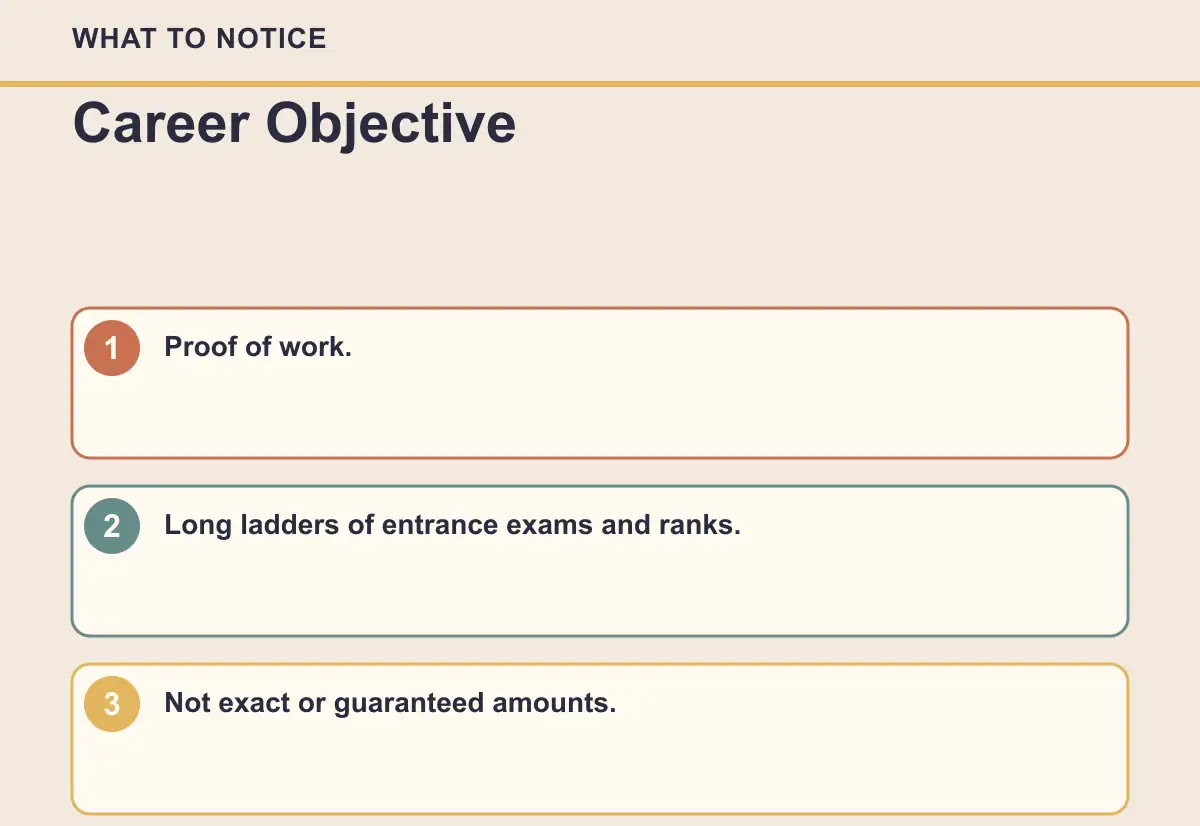 WHAT TO NOTICE
Career Objective
1 Proof of work.
2 Long ladders of entrance exams and ranks.
3 Not exact or guaranteed amounts.